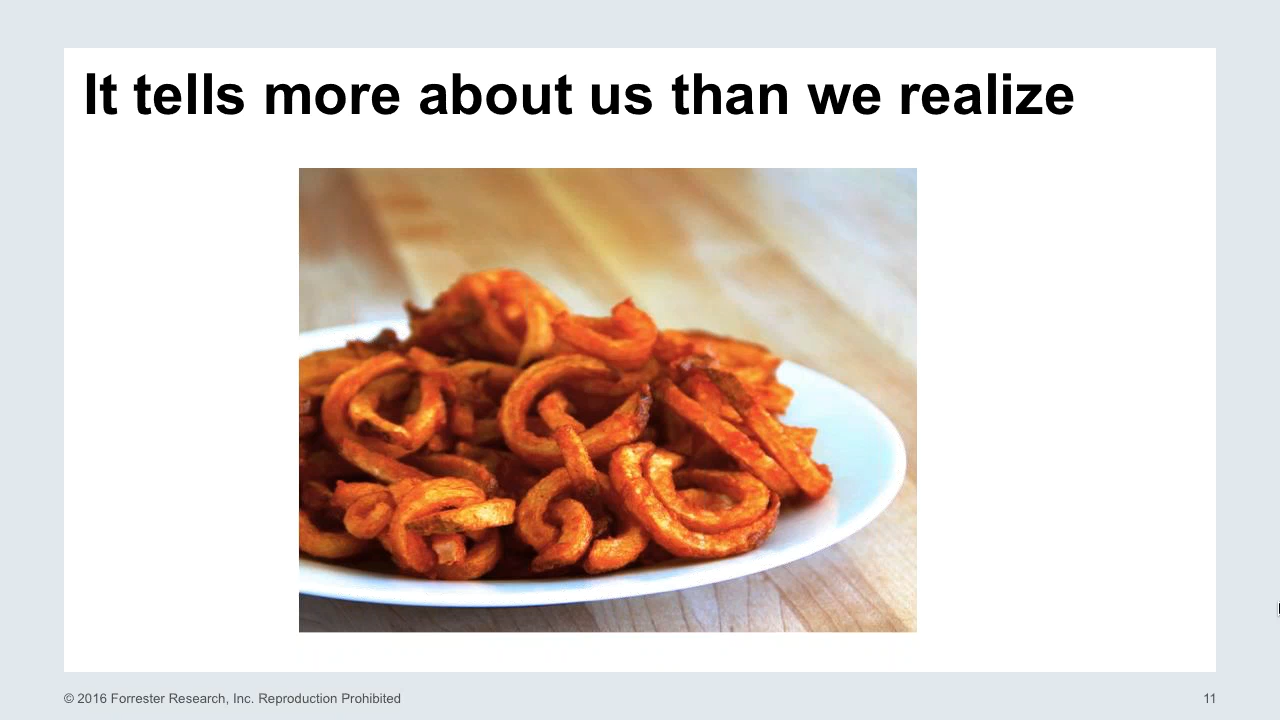 It tells more about us than we realize
© 2016 Forrester Research, Inc. Reproduction Prohibited
11